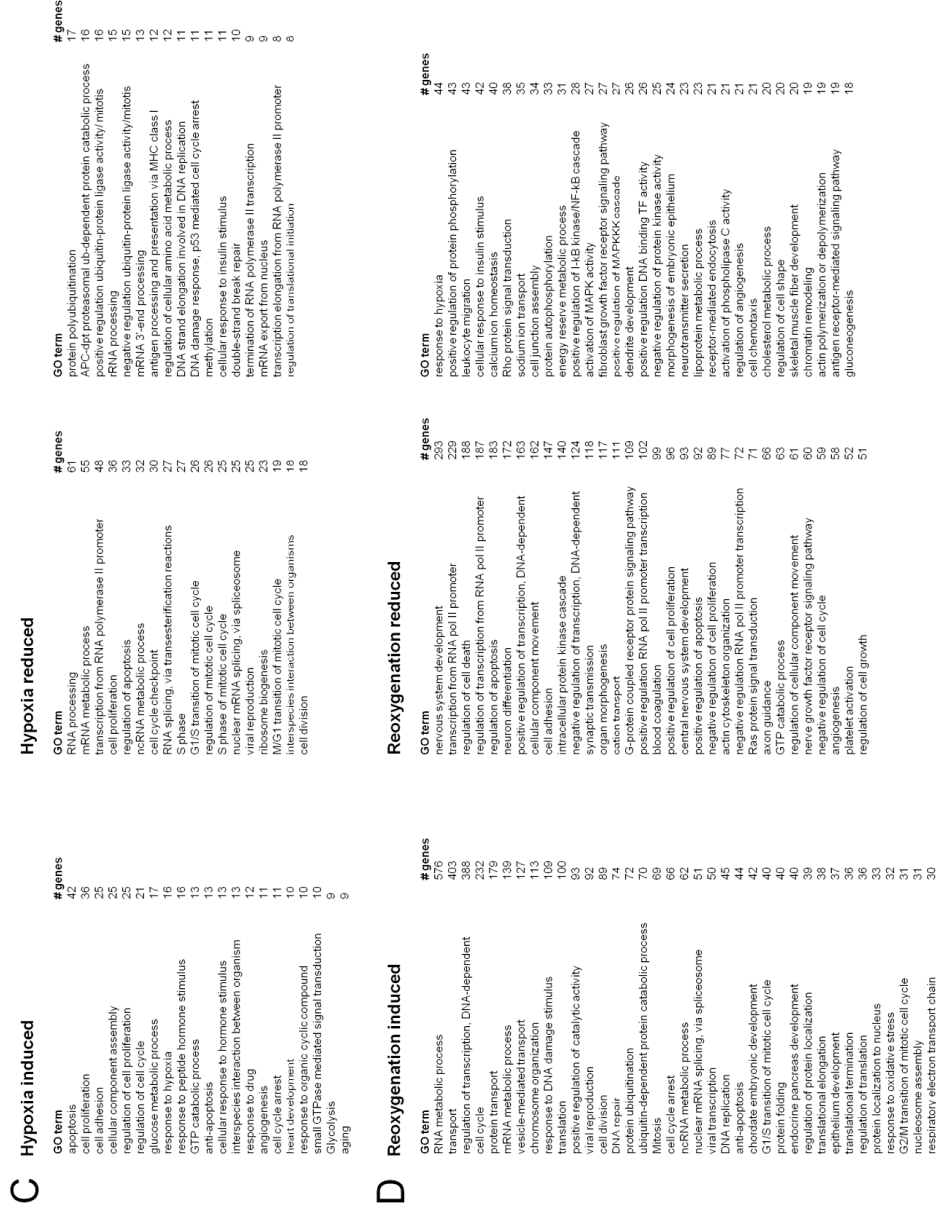 C
Hypoxia induced
GO term # genes
apoptosis 42
cell proliferation 36
cell adhesion 25
cellular component assembly 25
regulation of cell proliferation 25
regulation of cell cycle 21
glucose metabolic process 17
response to hypoxia 16
response to peptide hormone stimulus 16
GTP catabolic process 13
anti-apoptosis 13
cellular response to hormone stimulus 13
interspecies interaction between organism 13
response to drug 12
angiogenesis 11
cell cycle arrest 11
heart development 10
response to organic cyclic compound 10
small GTPase mediated signal transduction 10
Glycolysis 9
aging 9
Hypoxia reduced
GO term # genes
RNA processing 61
mRNA metabolic process 55
transcription from RNA polymerase II promoter 48
cell proliferation 36
regulation of apoptosis 33
ncRNA metabolic process 32
cell cycle checkpoint 30
RNA splicing, via transesterification reactions 27
S phase 27
G1/S transition of mitotic cell cycle 26
regulation of mitotic cell cycle 26
S phase of mitotic cell cycle 25
nuclear mRNA splicing, via spliceosome 25
viral reproduction 25
ribosome biogenesis 23
M/G1 transition of mitotic cell cycle 19
interspecies interaction between organisms 18
cell division 18
GO term # genes
protein polyubiquitination 17
APC-dpt proteasomal ub-dependent protein catabolic process 16
positive regulation ubiquitin-protein ligase activity/ mitotis 16
rRNA processing 15
negative regulation ubiquitin-protein ligase activity/mitotis 15
mRNA 3'-end processing 13
antigen processing and presentation via MHC class I 12
regulation of cellular amino acid metabolic process 12
DNA strand elongation involved in DNA replication 11
DNA damage response, p53 mediated cell cycle arrest 11
methylation 11
cellular response to insulin stimulus 11
double-strand break repair 10
termination of RNA polymerase II transcription 9
mRNA export from nucleus 9
transcription elongation from RNA polymerase II promoter 8
regulation of translational initiation 8
D
Reoxygenation induced
GO term # genes
RNA metabolic process 576
transport 403
regulation of transcription, DNA-dependent 388
cell cycle 232
protein transport 179
mRNA metabolic process 139
vesicle-mediated transport 127
chromosome organization 113
response to DNA damage stimulus 109
translation 100
positive regulation of catalytic activity 93
viral reproduction 92
cell division 89
DNA repair 74
protein ubiquitination 72
ubiquitin-dependent protein catabolic process 70
Mitosis 69
cell cycle arrest 66
ncRNA metabolic process 62
nuclear mRNA splicing, via spliceosome 51
viral transcription 50
DNA replication 45
anti-apoptosis 44
chordate embryonic development 42
G1/S transition of mitotic cell cycle 40
protein folding 40
endocrine pancreas development 40
regulation of protein localization 39
translational elongation 38
epithelium development 37
translational termination 36
regulation of translation 36
protein localization to nucleus 33
response to oxidative stress 32
G2/M transition of mitotic cell cycle 31
nucleosome assembly 31
respiratory electron transport chain 30
Reoxygenation reduced
GO term # genes
nervous system development 293
transcription from RNA pol II promoter 229
regulation of cell death 188
regulation of transcription from RNA pol II promoter 187
regulation of apoptosis 183
neuron differentiation 172
positive regulation of transcription, DNA-dependent 163
cellular component movement 162
cell adhesion 147
intracellular protein kinase cascade 140
negative regulation of transcription, DNA-dependent 124
synaptic transmission 118
organ morphogenesis 117
cation transport 111
G-protein coupled receptor protein signaling pathway 109
positive regulation RNA pol II promoter transcription 102
blood coagulation 99
positive regulation of cell proliferation 96
central nervous system development 93
positive regulation of apoptosis 92
negative regulation of cell proliferation 89
actin cytoskeleton organization 77
negative regulation RNA pol II promoter transcription 72
Ras protein signal transduction 71
axon guidance 66
GTP catabolic process 63
regulation of cellular component movement 61
nerve growth factor receptor signaling pathway 60
negative regulation of cell cycle 59
angiogenesis 58
platelet activation 52
regulation of cell growth 51
GO term # genes
response to hypoxia 44
positive regulation of protein phosphorylation 43
leukocyte migration 43
cellular response to insulin stimulus 42
calcium homeostasis 40
Rho protein signal transduction 38
sodium transport 35
cell junction assembly 34
protein autophosphorylation 33
energy reserve metabolic process 31
positive regulation of I-kB kinase/NF-kB cascade 28
activation of MAPK activity 27
fibroblast growth factor receptor signaling pathway 27
positive regulation of MAPKKK cascade 27
dendrite development 26
positive regulation DNA binding TF activity 26
negative regulation of protein kinase activity 25
morphogenesis of embryonic epithelium 24
neurotransmitter secretion 23
lipoprotein metabolic process 23
receptor-mediated endocytosis 21
activation of phospholipase C activity 21
regulation of angiogenesis 21
cell chemotaxis 21
cholesterol metabolic process 20
regulation of cell shape 20
skeletal muscle fiber development 20
chromatin remodeling 19
actin polymerization or depolymerization 19
antigen receptor-mediated signaling pathway 19
gluconeogenesis 18